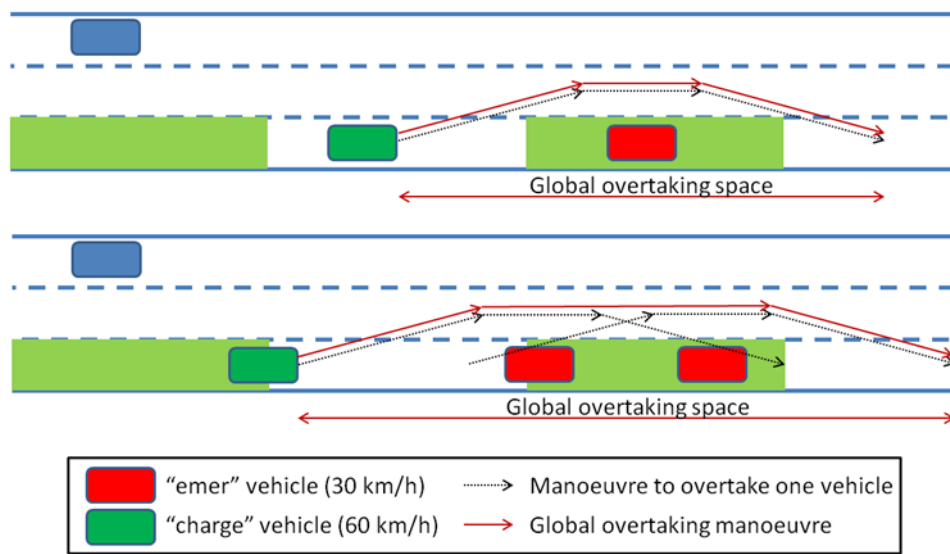 Global overtaking space
Global overtaking space
“emer” vehicle (30 km/h)
Manoeuvre to overtake one vehicle
“charge” vehicle (60 km/h)
Global overtaking manoeuvre